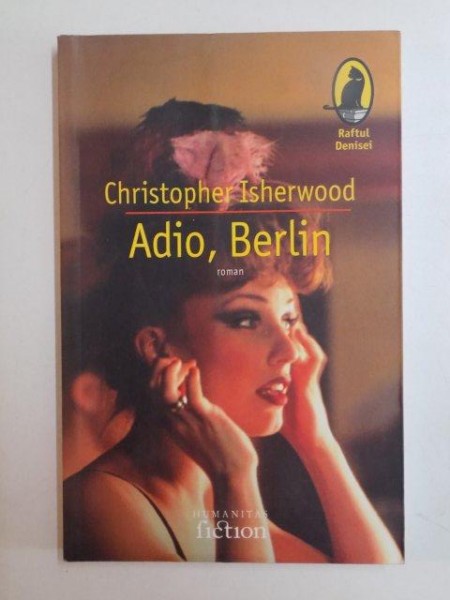 Raftul
Denisei
Christopher Isherwood
Adio, Berlin
roman
HUMANITAS
fiction